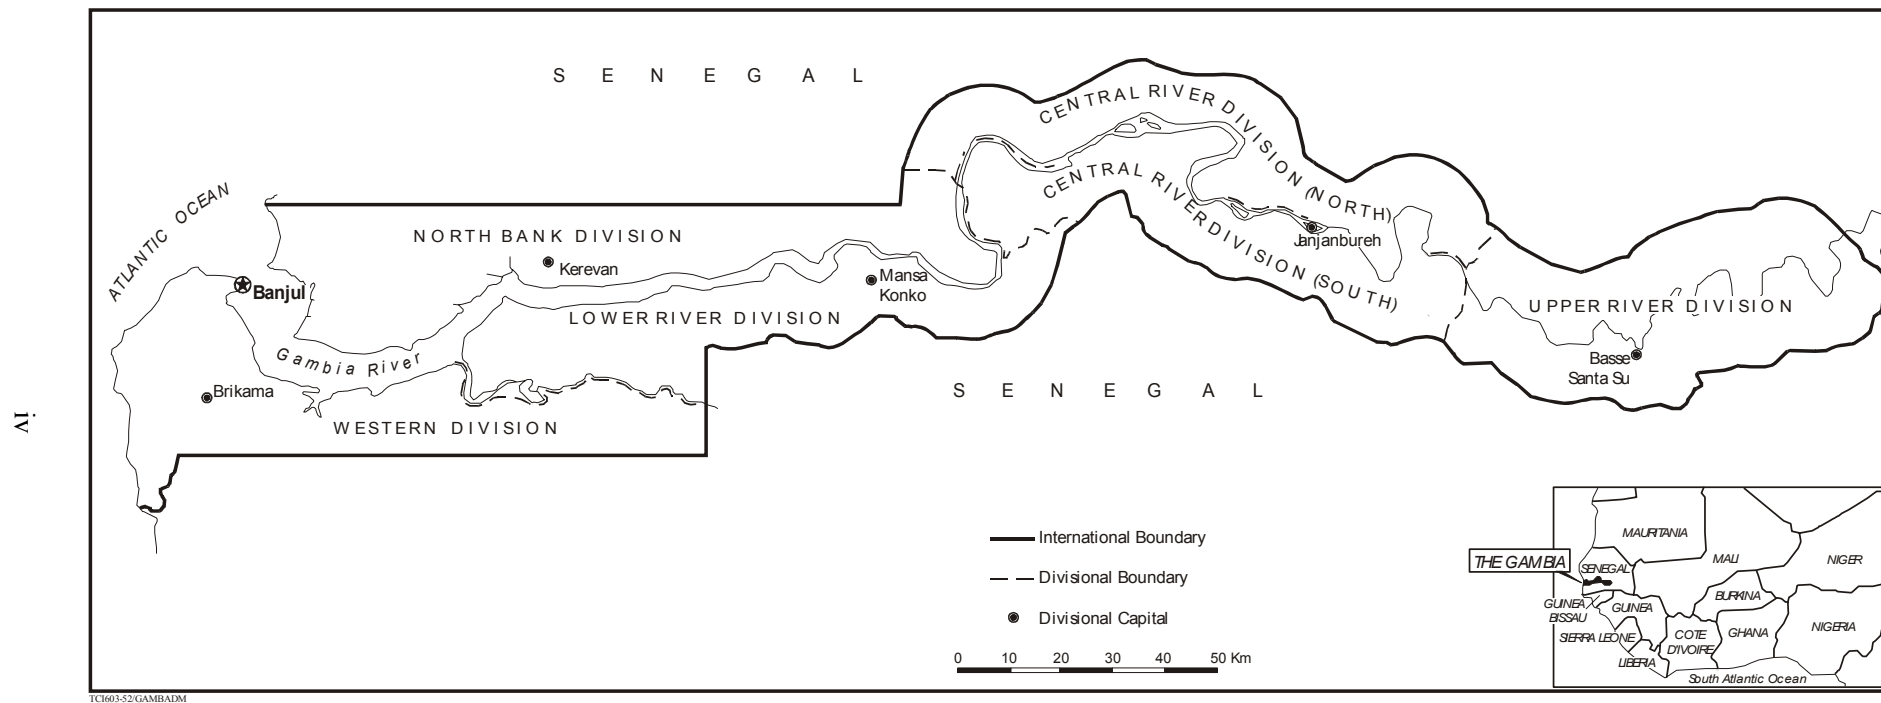 SENEGAL
CENTRAL RIVER DIVISION (NORTH)
CENTRAL RIVER DIVISION (SOUTH)
ATLANTIC OCEAN
NORTH BANK DIVISION
Kerevan
Banjul
Mansa
Konko
Janjanbureh
LOWER RIVER DIVISION
UPPER RIVER DIVISION
Gambia River
Basse
Santa Su
Brikama
SENEGAL
WESTERN DIVISION
iv
International Boundary
Divisional Boundary
Divisional Capital
0 10 20 30 40 50 Km
THE GAMBIA
MAURITANIA
MALI
NIGER
SENEGAL
BURKINA
GUINEA
BISSAU
GUINEA
SIERRA LEONE
COTE
D'IVOIRE
GHANA
NIGERIA
LIBERIA
South Atlantic Ocean
TCI603-52/GAMBADM